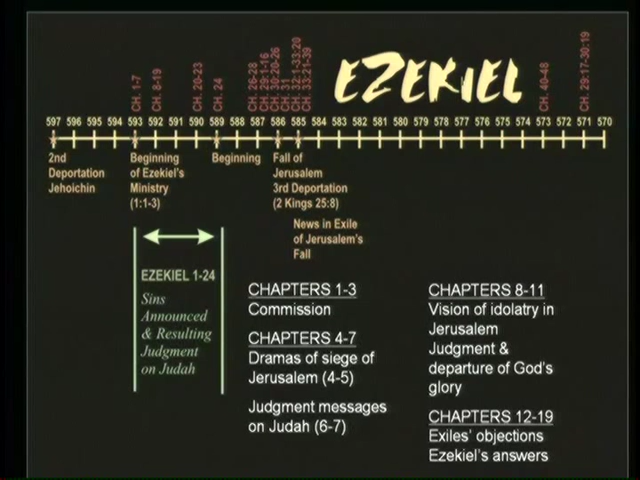 CH. 1-7
CH. 8-19
CH. 20-23
CH. 24
CH. 26-28
CH. 29:1-16
CH. 30:20-26
CH. 31
CH. 32:1-33:20
CH. 33:21-39
EZEKIEL
CH. 40-48
CH. 29:17-30:19
597 596 595 594 593 592 591 590 589 588 587 586 585 584 583 582 581 580 579 578 577 576 575 574 573 572 571 570
2nd
Deportation
Jehoichin
Beginning
of Ezekiel's
Ministry
(1:1-3)
Beginning
Fall of
Jerusalem
3rd Deportation
(2 Kings 25:8)
News in Exile
of Jerusalem's
Fall
EZEKIEL 1-24
Sins
Announced
& Resulting
Judgment
on Judah
CHAPTERS 1-3
Commission
CHAPTERS 4-7
Dramas of siege of
Jerusalem (4-5)
Judgment messages
on Judah (6-7)
CHAPTERS 8-11
Vision of idolatry in
Jerusalem
Judgment &
departure of God's
glory
CHAPTERS 12-19
Exiles' objections
Ezekiel's answers